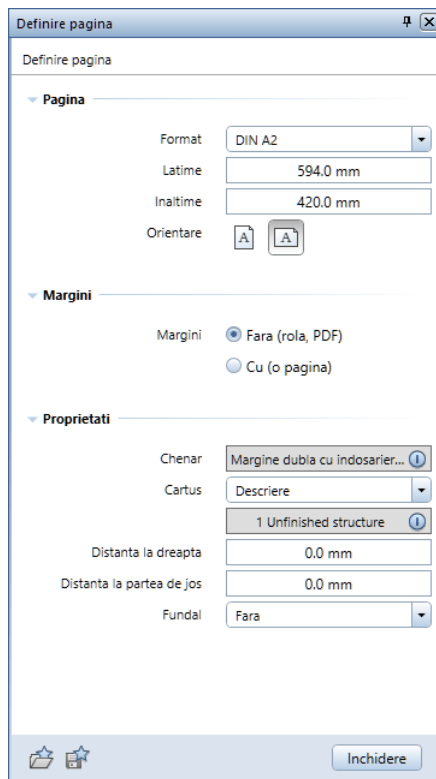 Definire pagina
Definire pagina
Pagina
Format DIN A2
Latime 594.0 mm
Inaltime 420.0 mm
Orientare A A
Margini
Margini Fara (rola, PDF)
Cu (o pagina)
Proprietati
Chenar Margine dubla cu indosarier...
Cartus Descriere
1 Unfinished structure
Distanta la dreapta 0.0 mm
Distanta la partea de jos 0.0 mm
Fundal Fara
Inchidere